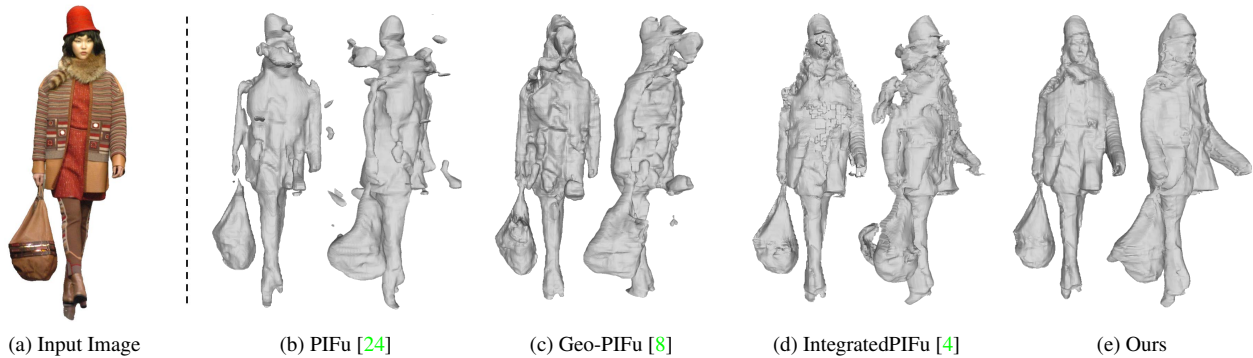 (a) Input Image
(b) PIFu [24]
(c) Geo-PIFu [8]
(d) IntegratedPIFu [4]
(e) Ours